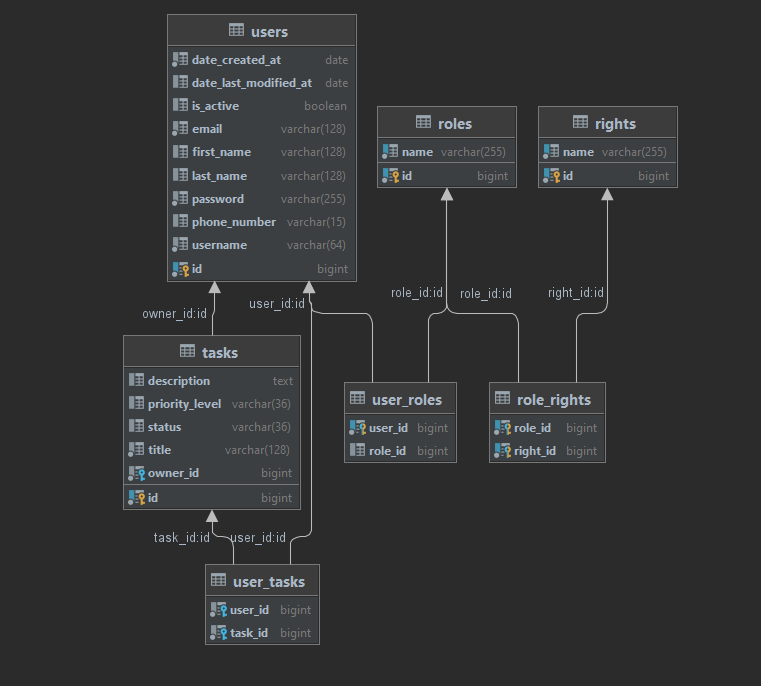 users
date_created_at date
date_last_modified_at date
is_active boolean
email varchar(128)
first_name varchar(128)
last_name varchar(128)
password varchar(255)
phone_number varchar(15)
username varchar(64)
id bigint
roles
name varchar(255)
id bigint
rights
name varchar(255)
id bigint
owner_id:id
user_id:id
role_id:id
role_id:id
right_id:id
tasks
description text
priority_level varchar(36)
status varchar(36)
title varchar(128)
owner_id bigint
id bigint
user_roles
user_id bigint
role_id bigint
role_rights
role_id bigint
right_id bigint
task_id:id
user_id:id
user_tasks
user_id bigint
task_id bigint